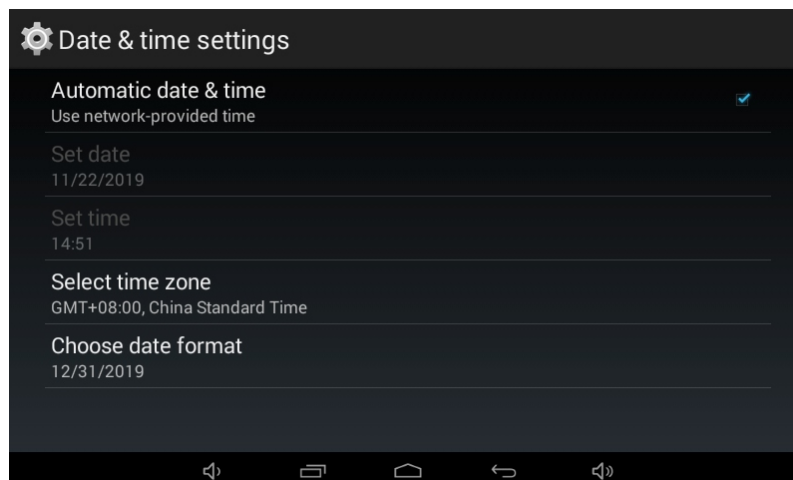 Date & time settings
Automatic date & time
Use network-provided time
Set date
11/22/2019
Set time
14:51
Select time zone
GMT+08:00, China Standard Time
Choose date format
12/31/2019